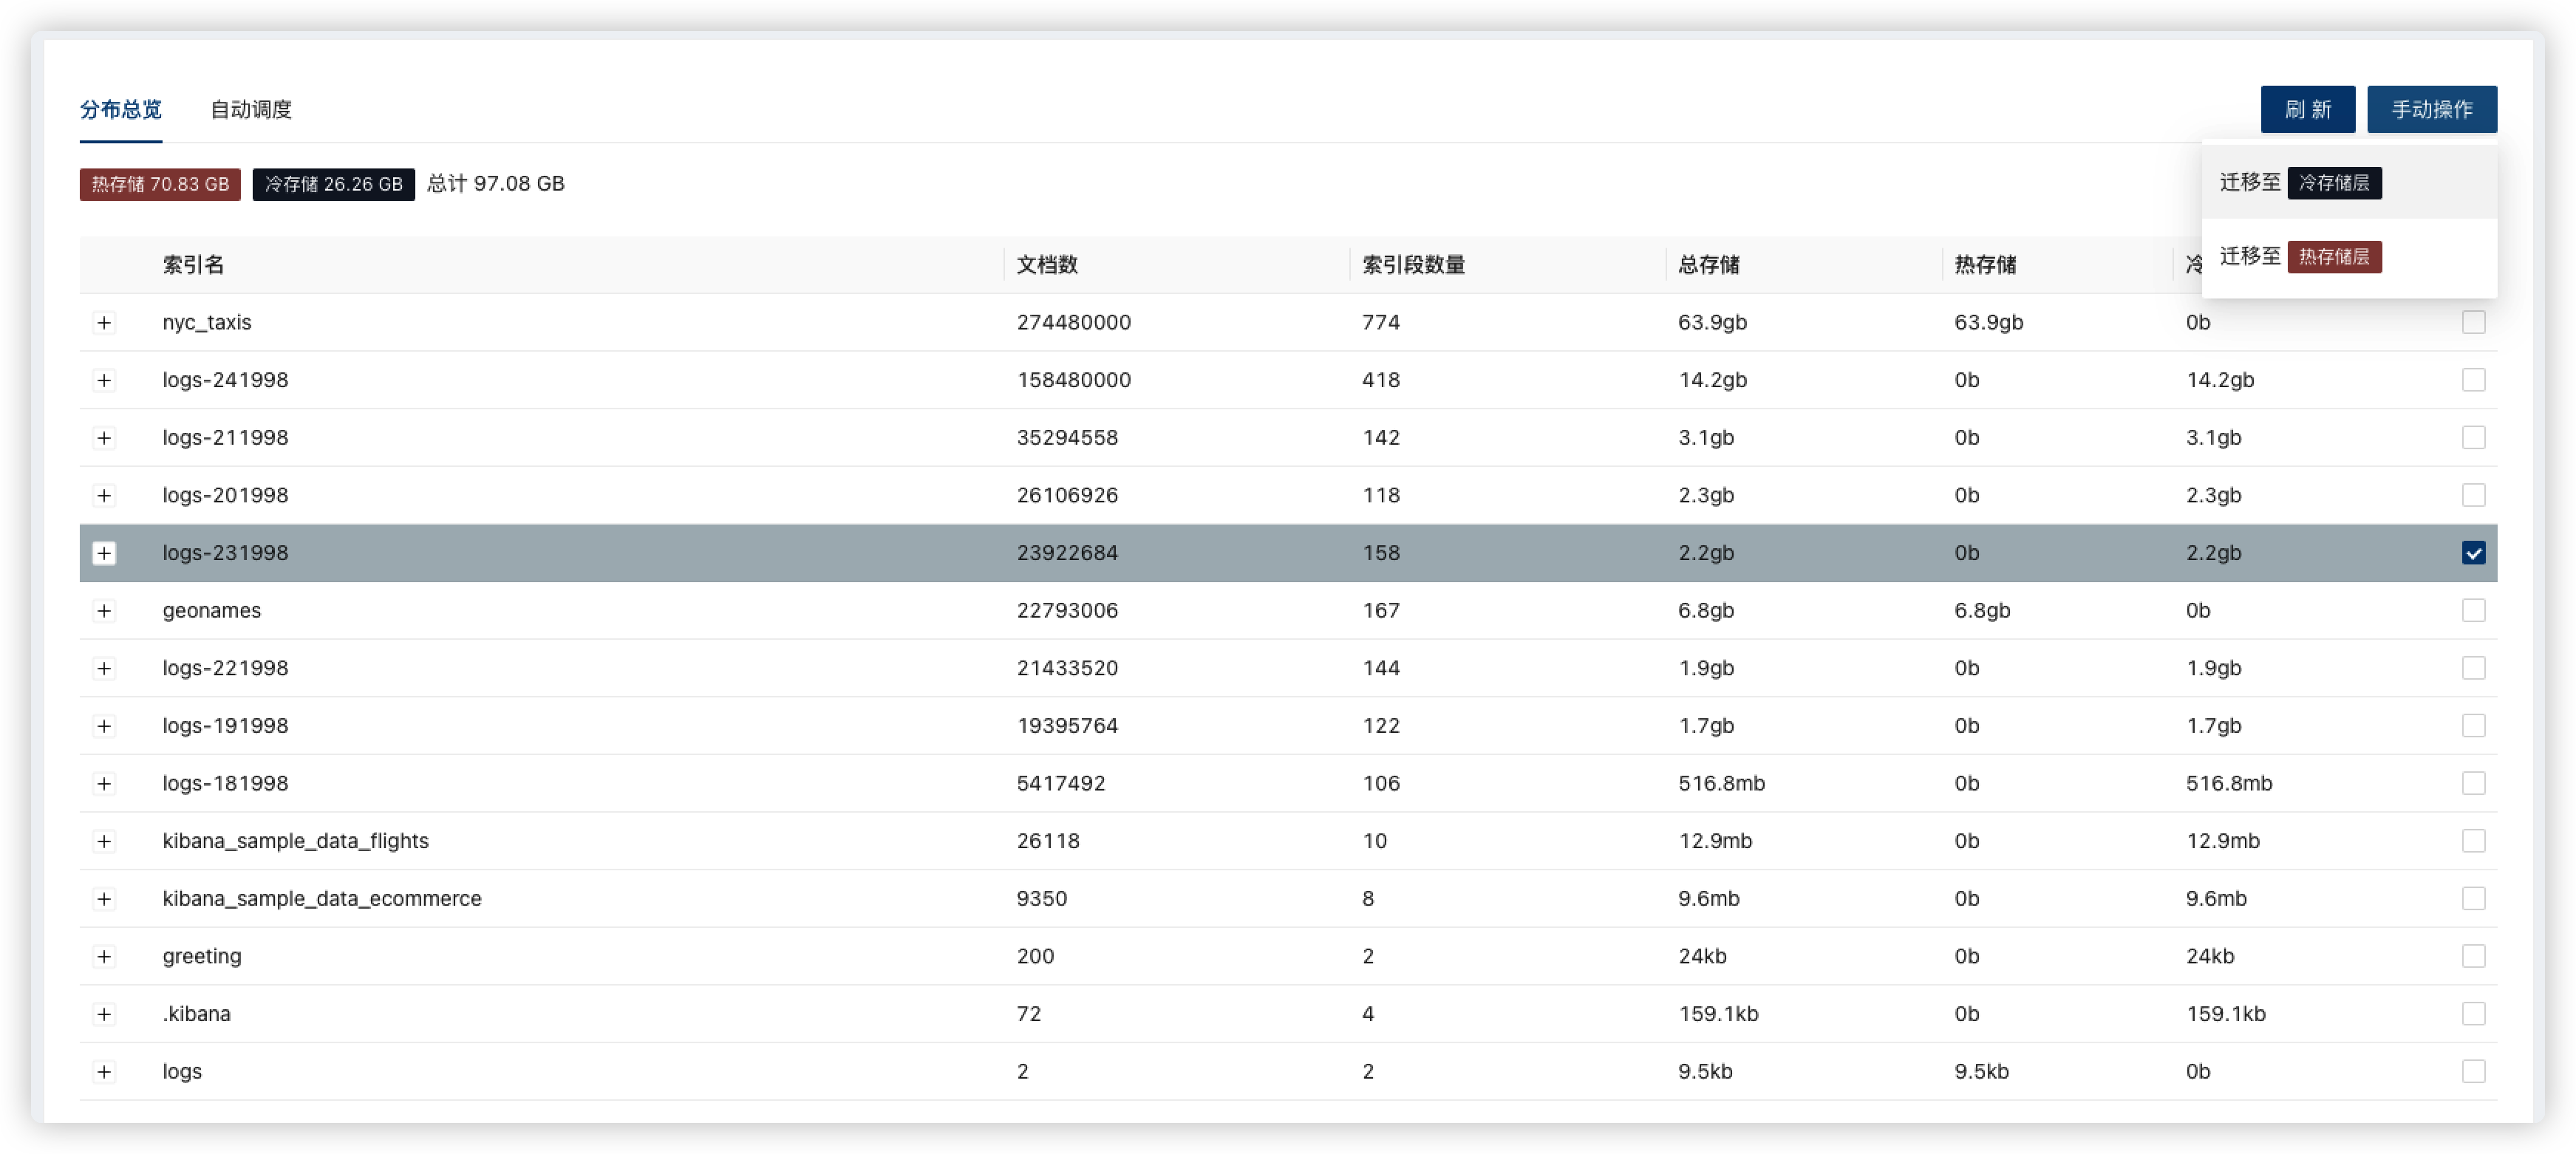 分布总览 自动调度 刷 新 手动操作
热存储 70.83 GB 冷存储 26.26 GB 总计 97.08 GB
迁移至 冷存储层
迁移至 热存储层
索引名 文档数 索引段数量 总存储 热存储 冷
nyc_taxis 274480000 774 63.9gb 63.9gb 0b
logs-241998 158480000 418 14.2gb 0b 14.2gb
logs-211998 35294558 142 3.1gb 0b 3.1gb
logs-201998 26106926 118 2.3gb 0b 2.3gb
logs-231998 23922684 158 2.2gb 0b 2.2gb
geonames 22793006 167 6.8gb 6.8gb 0b
logs-221998 21433520 144 1.9gb 0b 1.9gb
logs-191998 19395764 122 1.7gb 0b 1.7gb
logs-181998 5417492 106 516.8mb 0b 516.8mb
kibana_sample_data_flights 26118 10 12.9mb 0b 12.9mb
kibana_sample_data_ecommerce 9350 8 9.6mb 0b 9.6mb
greeting 200 2 24kb 0b 24kb
.kibana 72 4 159.1kb 0b 159.1kb
logs 2 2 9.5kb 9.5kb 0b